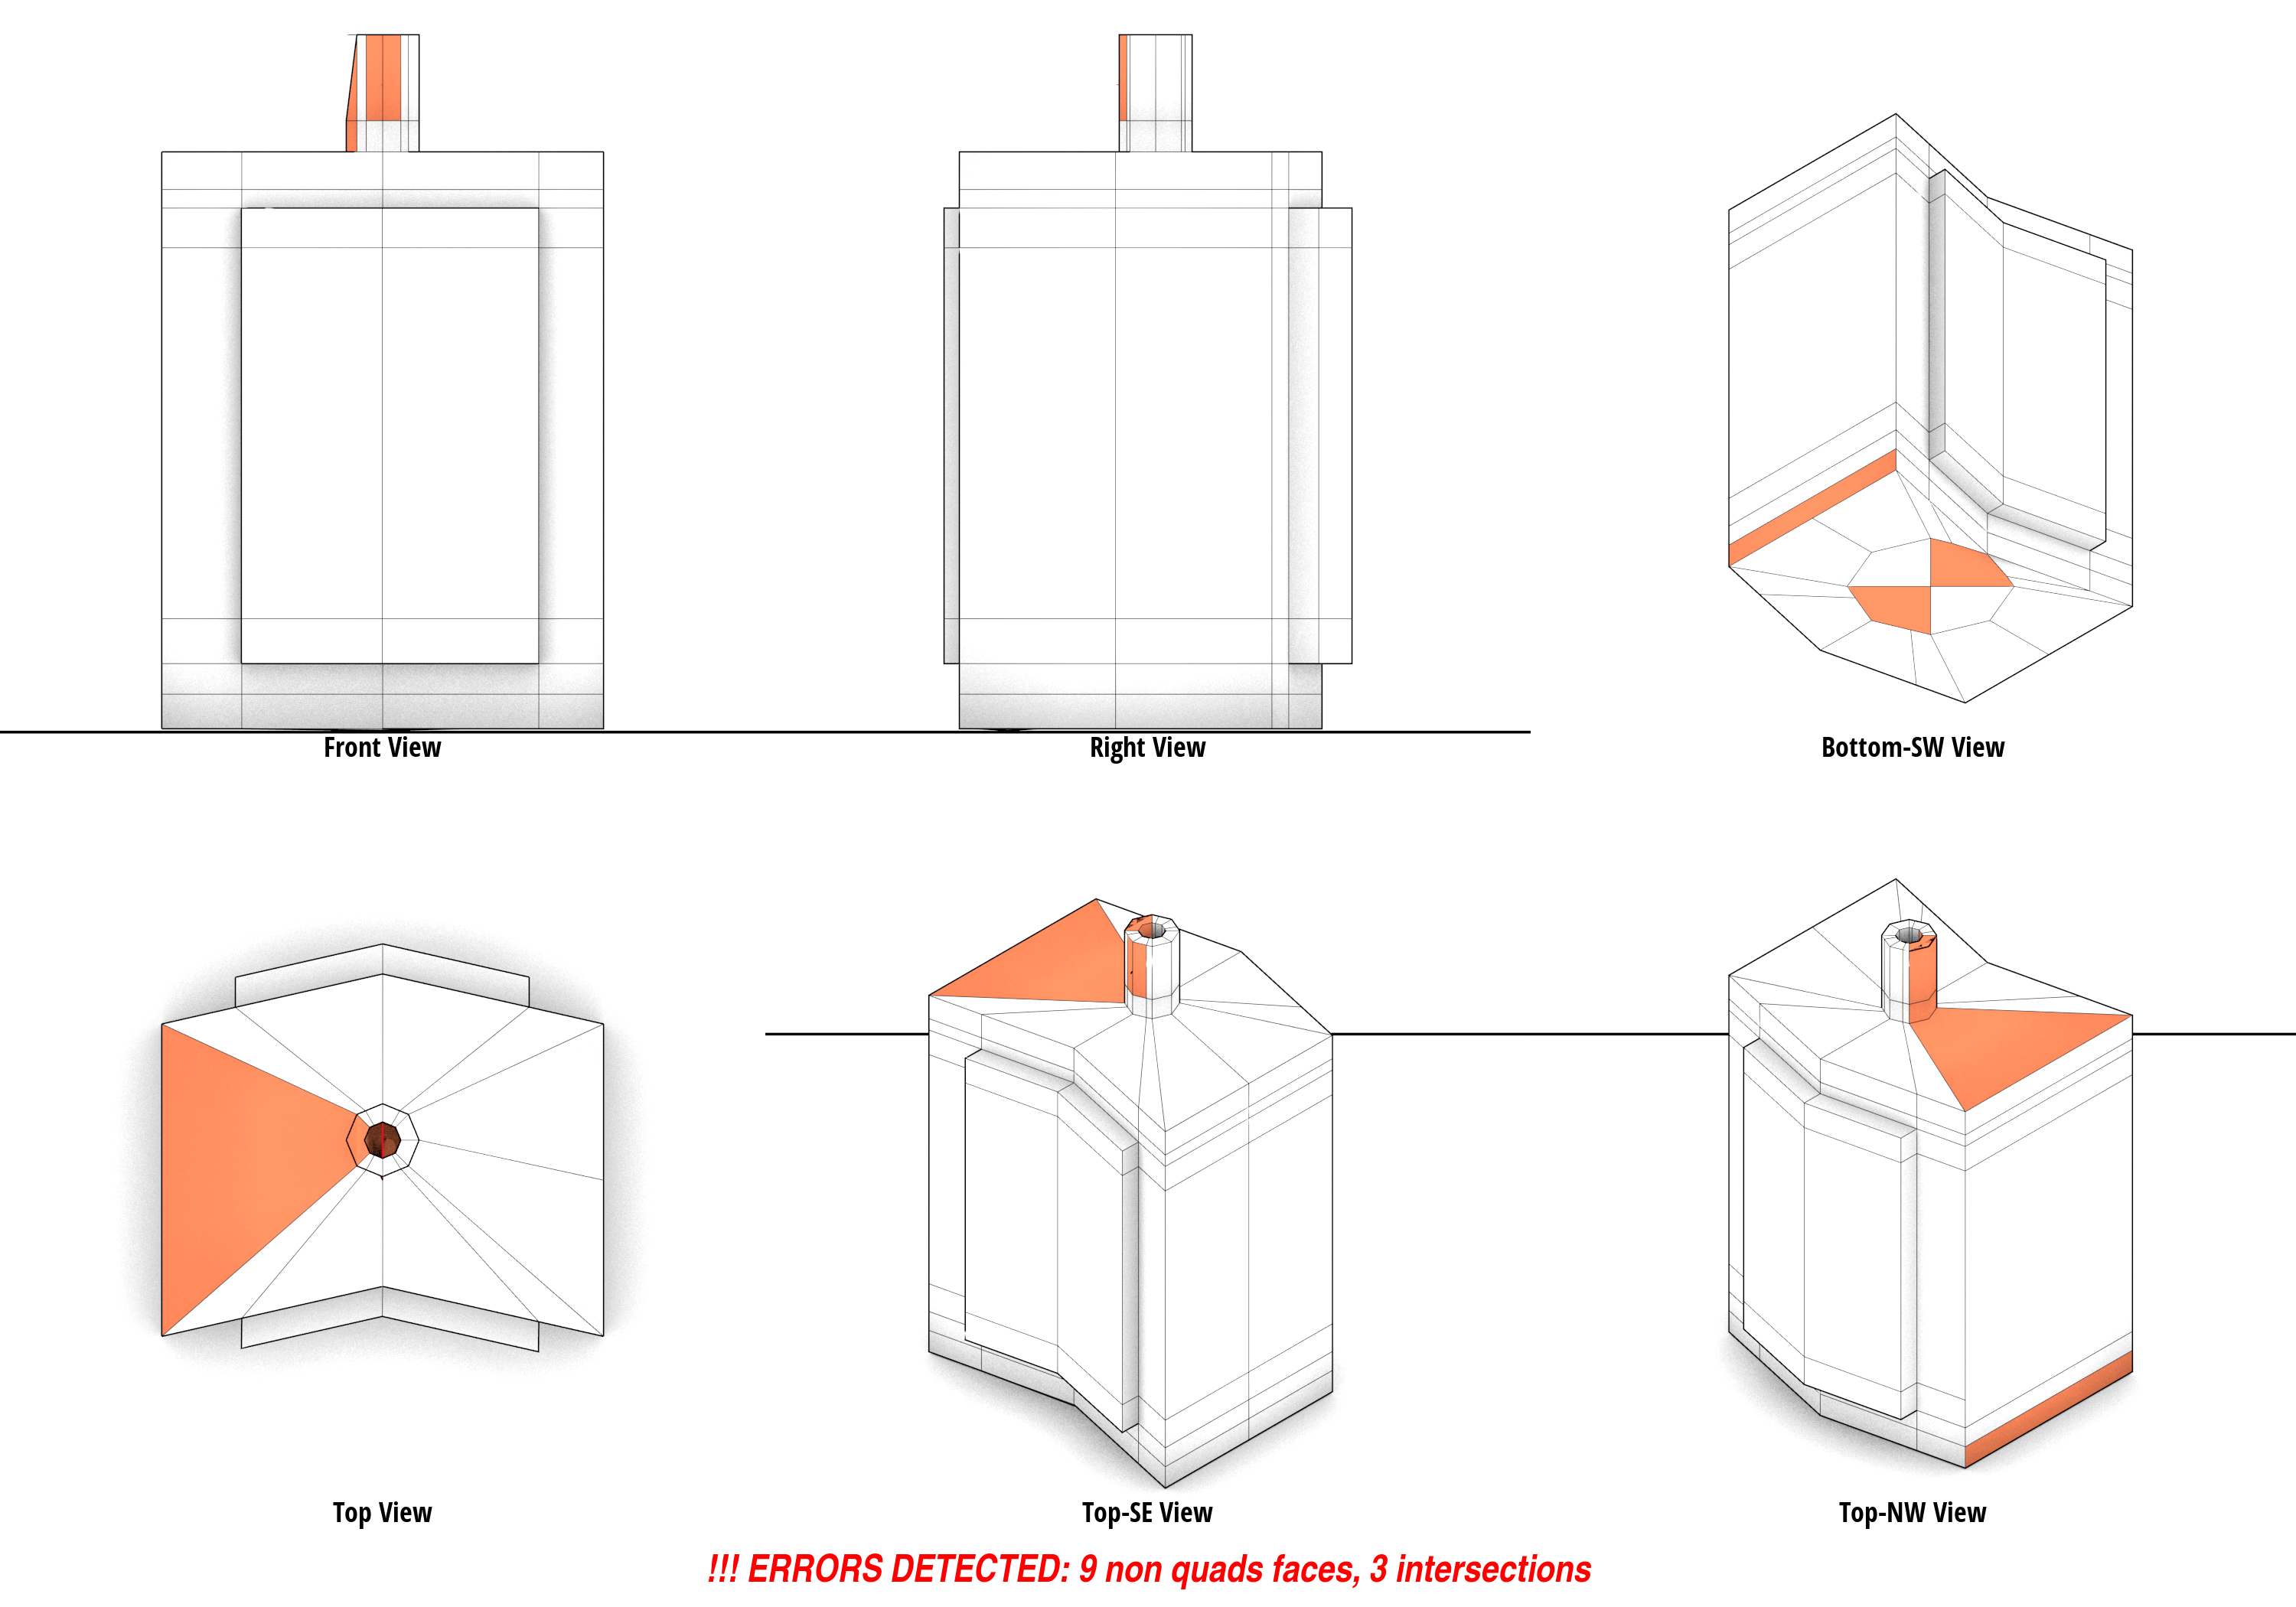 Front View
Right View
Bottom-SW View
Top View
Top-SE View
Top-NW View
!!! ERRORS DETECTED: 9 non quads faces, 3 intersections